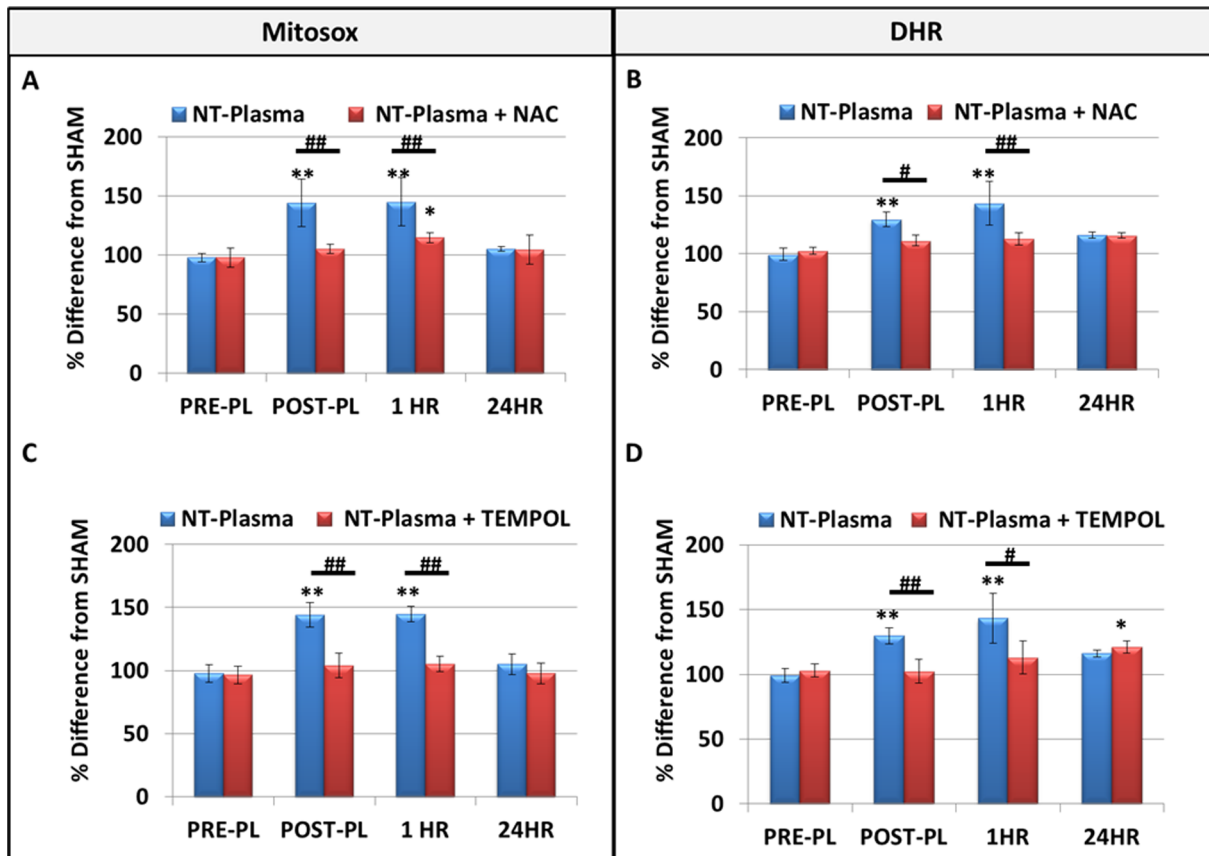 Mitosox
DHR
A
NT-Plasma NT-Plasma + NAC
% Difference from SHAM
200
150
100
50
0
##
##
**
**
*
PRE-PL POST-PL 1 HR 24HR
B
NT-Plasma NT-Plasma + NAC
% Difference from SHAM
200
150
100
50
0
##
#
**
**
PRE-PL POST-PL 1HR 24HR
C
NT-Plasma NT-Plasma + TEMPOL
% Difference from SHAM
200
150
100
50
0
##
##
**
**
PRE-PL POST-PL 1 HR 24HR
D
NT-Plasma NT-Plasma + TEMPOL
% Difference from SHAM
200
150
100
50
0
#
##
**
**
*
PRE-PL POST-PL 1HR 24HR